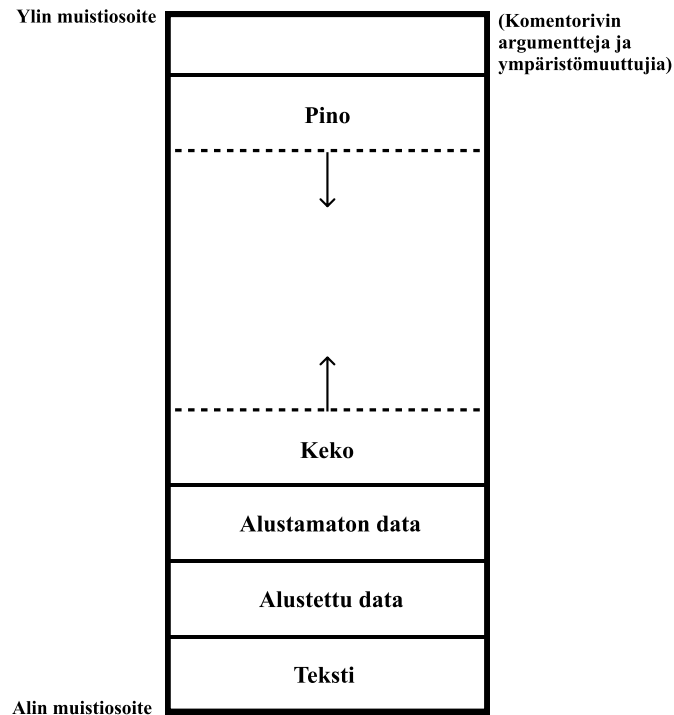 Ylin muistiosoite
(Komentorivin
argumentteja ja
ympäristömuuttujia)
Pino
Keko
Alustamaton data
Alustettu data
Teksti
Alin muistiosoite